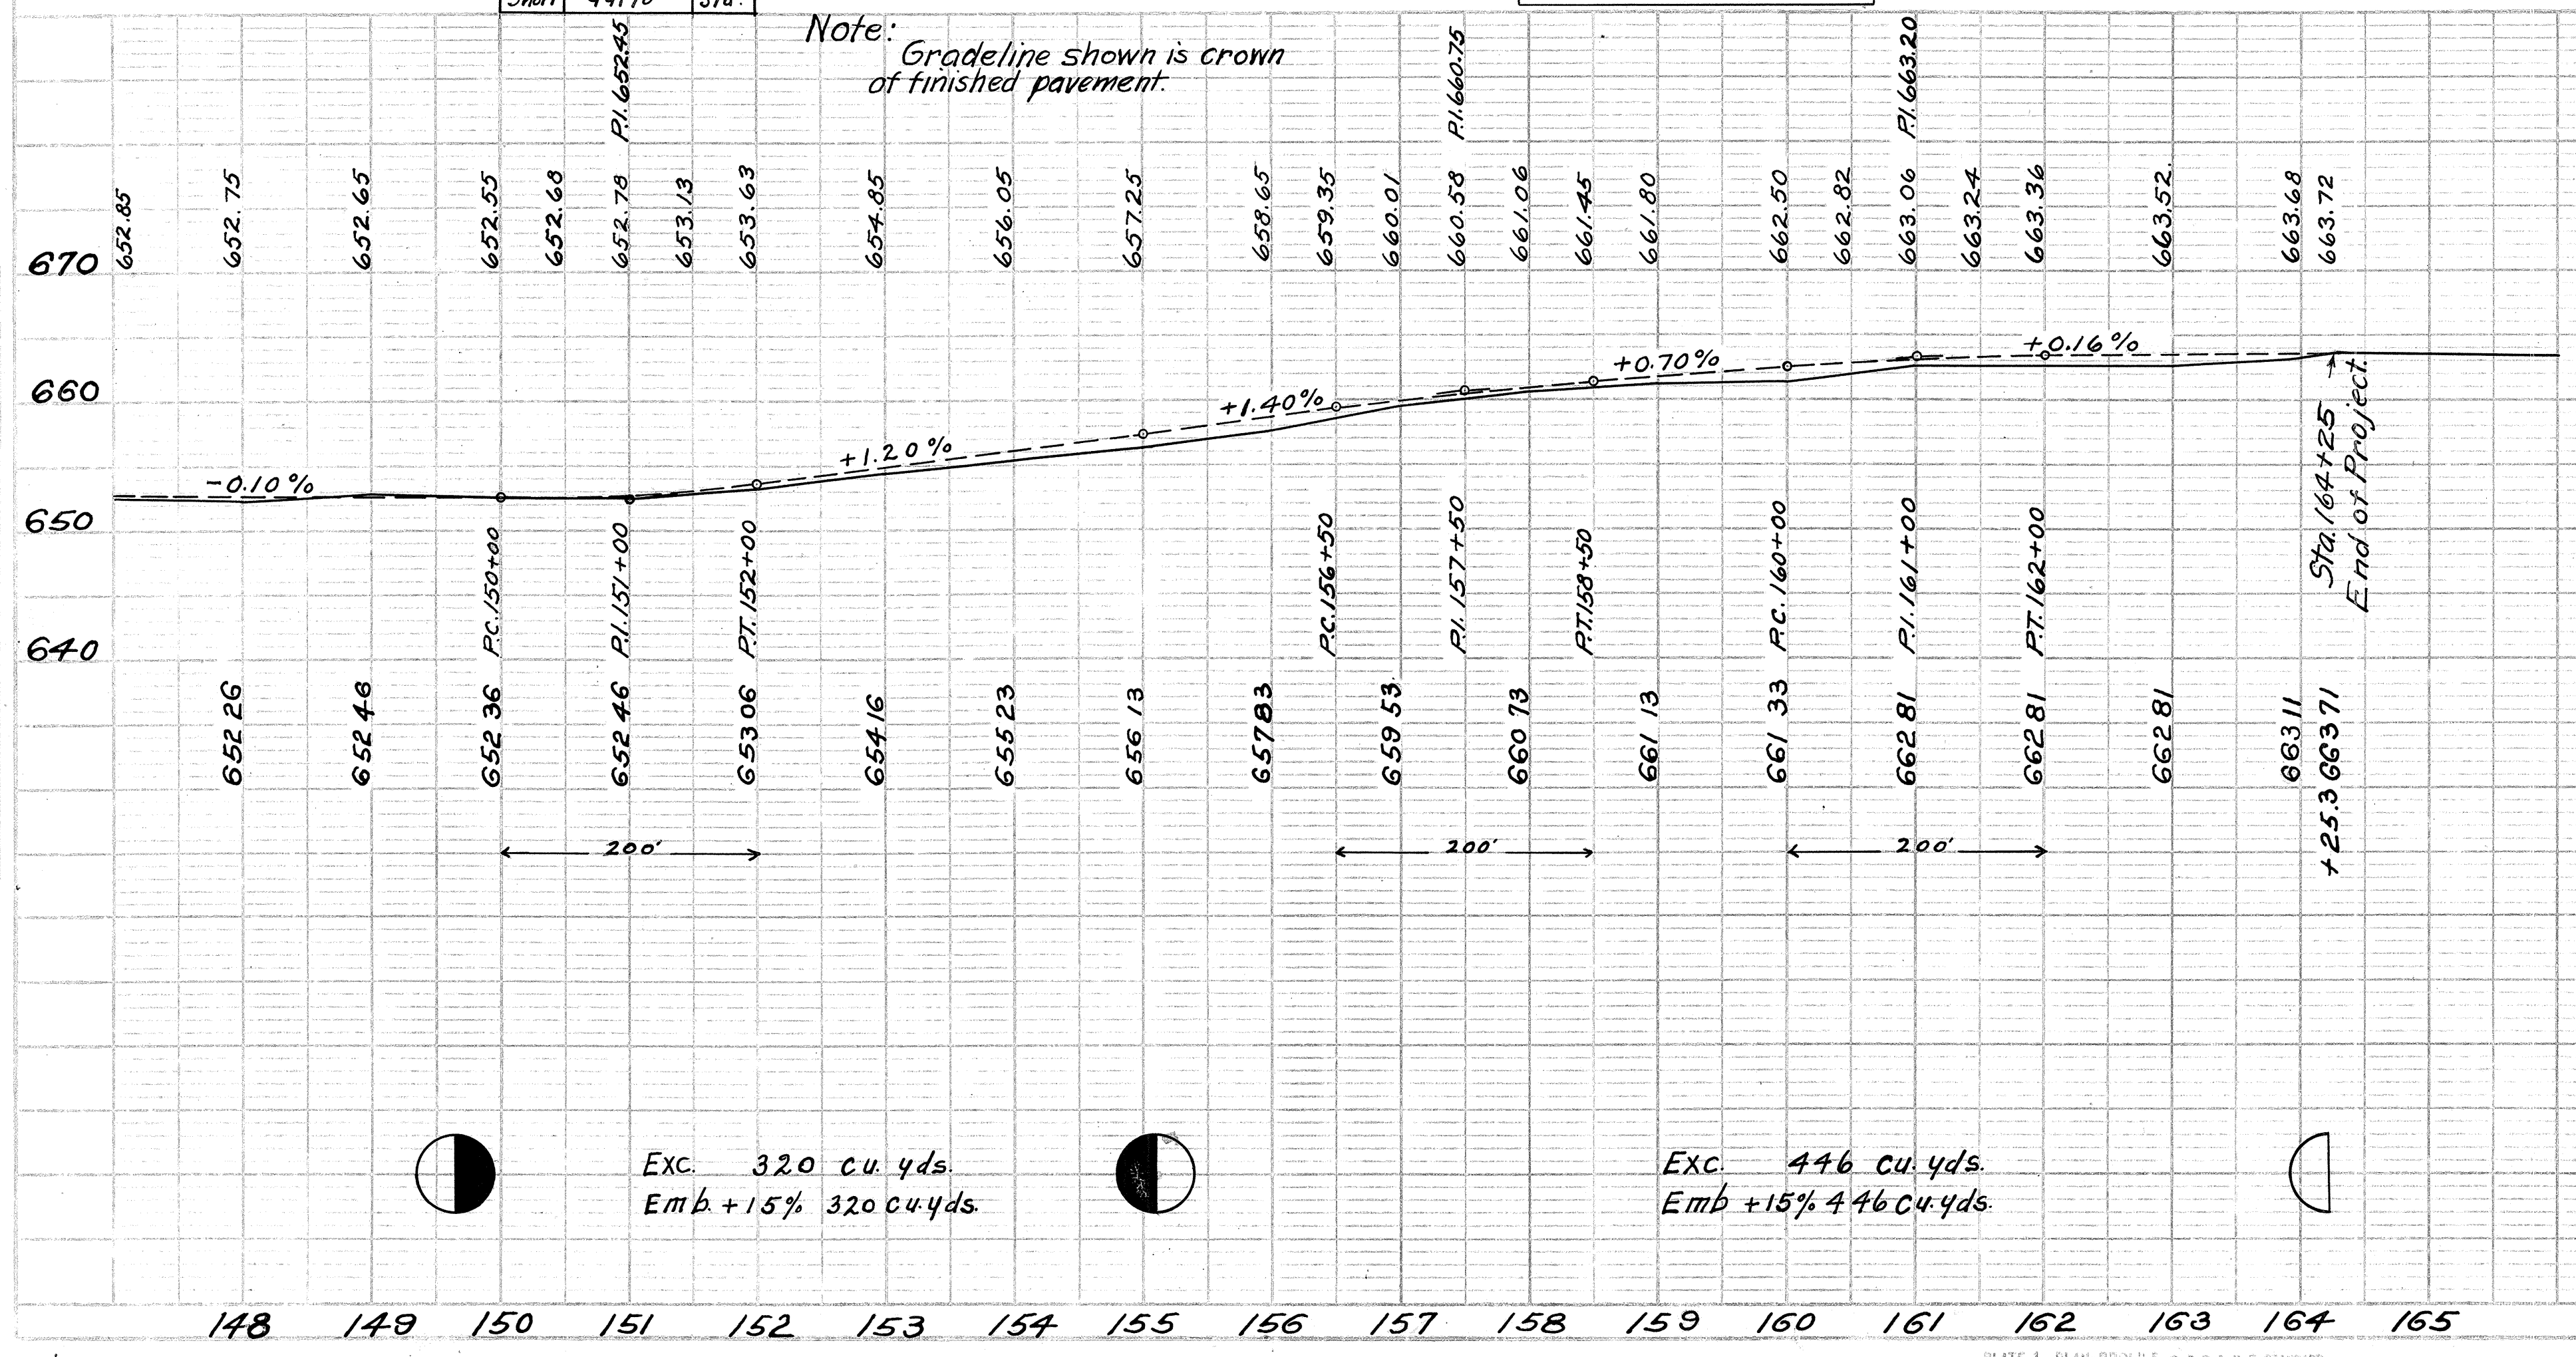 Short 
Sta.
Note:
Gradeline shown is crown
of finished pavement.
P.I. 652.45
P.I. 660.75
P.I. 663.20
652.85
652.75
652.65
652.55
652.68
652.78
653.13
653.63
654.85
656.05
657.25
658.65
659.35
660.01
660.58
661.06
661.45
661.80
662.50
662.82
663.06
663.24
663.36
663.52.
663.68
663.72
670
660
650
640
-0.10%
+1.20%
+1.40%
+0.70%
+0.16%
Sta. 164+25
End of Project.
P.C. 150+00
P.I. 151+00
P.T. 152+00
P.C. 156+50
P.I. 157+50
P.T. 158+50
P.C. 160+00
P.I. 161+00
P.T. 162+00
652 26
652 46
652 36
652 46
653 06
654 16
655 23
656 13
657 83
659 53
660 73
661 13
661 33
662 81
662 81
662 81
663 11
+25.3 663 71
200'
200'
200'
Exc. 320 cu. yds.
Emb. +15% 320 cu. yds.
Exc. 446 cu. yds.
Emb +15% 446 cu. yds.
148 149 150 151 152 153 154 155 156 157 158 159 160 161 162 163 164 165